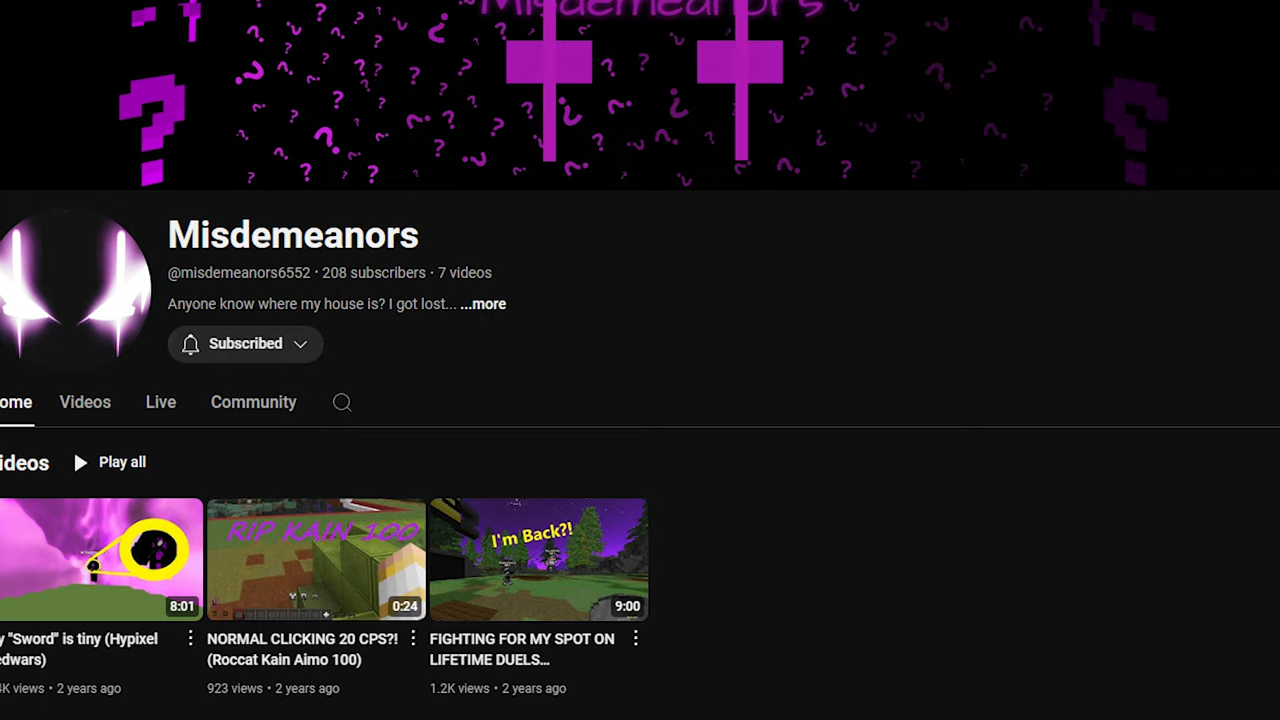 Misdemeanors
Misdemeanors
@misdemeanors6552 · 208 subscribers · 7 videos
Anyone know where my house is? I got lost... ...more
Subscribed
ome Videos Live Community
ideos Play all
RIP KAIN 100
I'm Back?!
8:01
0:24
9:00
y "Sword" is tiny (Hypixel
edwars)
NORMAL CLICKING 20 CPS?!
(Roccat Kain Aimo 100)
FIGHTING FOR MY SPOT ON
LIFETIME DUELS...
4K views · 2 years ago
923 views · 2 years ago
1.2K views · 2 years ago